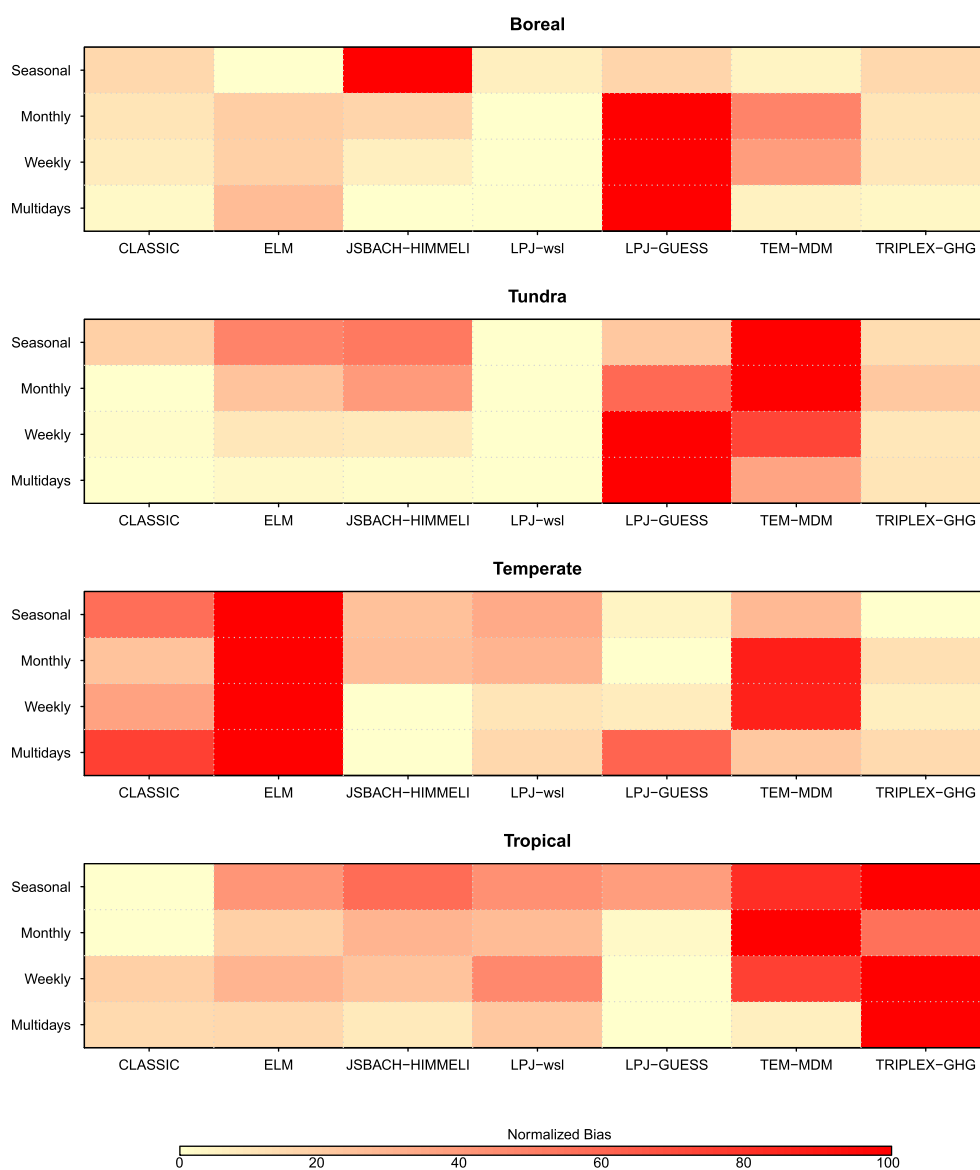 Boreal
Seasonal
Monthly
Weekly
Multidays
CLASSIC ELM JSBACH−HIMMELI LPJ−wsl LPJ−GUESS TEM−MDM TRIPLEX−GHG
Tundra
Seasonal
Monthly
Weekly
Multidays
CLASSIC ELM JSBACH−HIMMELI LPJ−wsl LPJ−GUESS TEM−MDM TRIPLEX−GHG
Temperate
Seasonal
Monthly
Weekly
Multidays
CLASSIC ELM JSBACH−HIMMELI LPJ−wsl LPJ−GUESS TEM−MDM TRIPLEX−GHG
Tropical
Seasonal
Monthly
Weekly
Multidays
CLASSIC ELM JSBACH−HIMMELI LPJ−wsl LPJ−GUESS TEM−MDM TRIPLEX−GHG
Normalized Bias
0 20 40 60 80 100